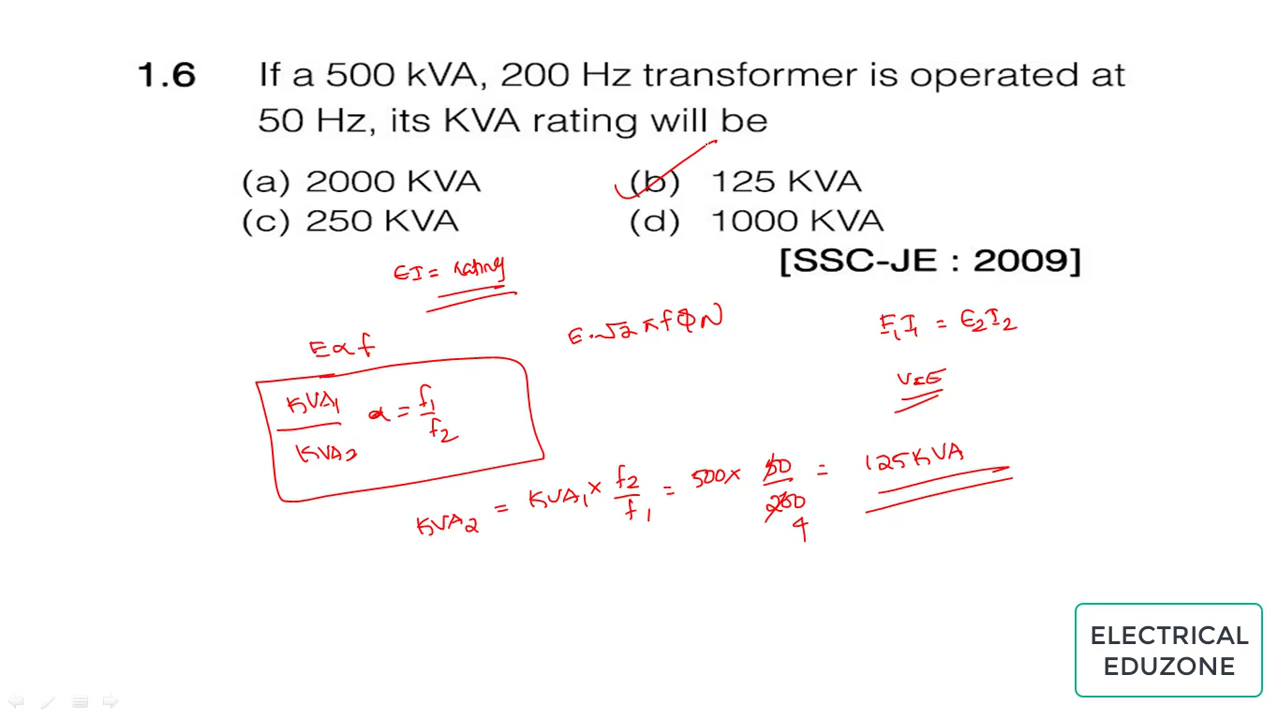 1.6 If a 500 kVA, 200 Hz transformer is operated at
50 Hz, its KVA rating will be
(a) 2000 KVA (b) 125 KVA
(c) 250 KVA (d) 1000 KVA
[SSC-JE : 2009]
EI = rating
E·√2 π f Φ N
E₁I₁ = E₂I₂
E α f
V=E
KVA₁/KVA₂ α = f₁/f₂
KVA₂ = KVA₁ × f₂/f₁ = 500 × 50/200 = 125 KVA
4
ELECTRICAL
EDUZONE